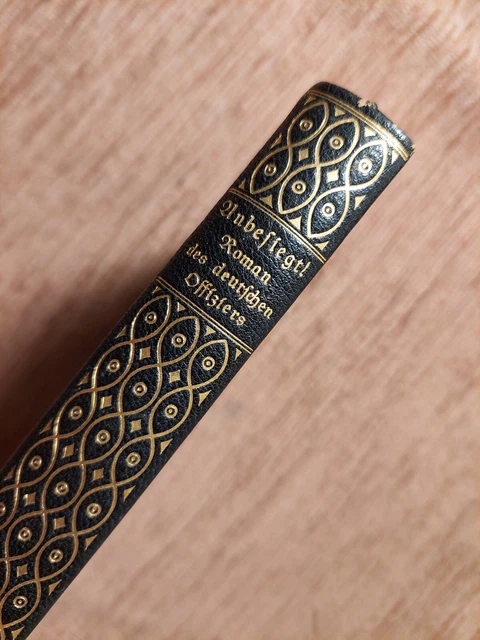 Unbesiegt!
Roman
des deutschen
Offiziers